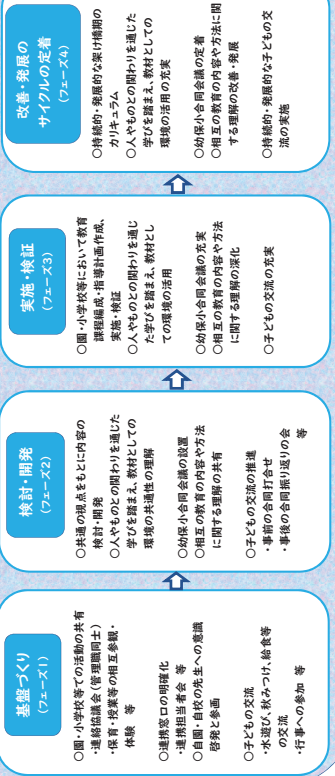 基盤づくり
(フェーズ1)
○園・小学校等での活動の共有
・連絡協議会(管理職同士)
・保育・授業等の相互参観・
体験 等
○連携窓口の明確化
・連携担当者会 等
○自園・自校の先生への意識
啓発と参画
○子どもの交流
・水遊び、秋みつけ、給食等
の交流
・行事への参加 等
検討・開発
(フェーズ2)
○共通の視点をもとに内容の
検討・開発
○人やものとの関わりを通じた
学びを踏まえ、教材としての
環境の共通性の理解
○幼保小合同会議の設置
○相互の教育の内容や方法
に関する理解の共有
○子どもの交流の推進
・事前の合同打合せ
・事後の合同振り返りの会
等
実施・検証
(フェーズ3)
○園・小学校等において教育
課程編成・指導計画作成、
実施・検証
○人やものとの関わりを通じ
た学びを踏まえ、教材とし
ての環境の活用
○幼保小合同会議の充実
○相互の教育の内容や方法
に関する理解の深化
○子どもの交流の充実
改善・発展の
サイクルの定着
(フェーズ4)
○持続的・発展的な架け橋期の
カリキュラム
○人やものとの関わりを通じた
学びを踏まえ、教材としての
環境の活用の充実
○幼保小合同会議の定着
○相互の教育の内容や方法に関
する理解の改善・発展
○持続的・発展的な子どもの交
流の実施